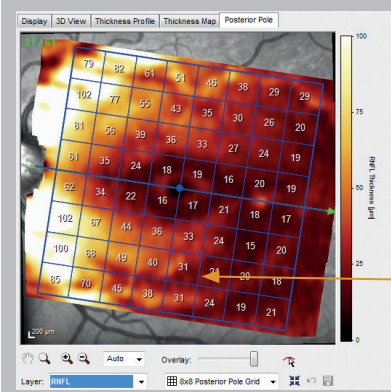 Display 3D View Thickness Profile Thickness Map Posterior Pole
79 82 61 51 46 38 29 29
102 77 55 43 35 30 26 20
81 56 39 36 33 27 24 19
61 35 24 18 19 16 20 19
62 34 22 16 17 21 18 17
102 67 44 36 33 24 15 20
100 68 49 40 31 21 20 18
85 70 45 38 31 24 19 21
200 µm
100
75
50
25
0
RNFL Thickness [µm]
Auto Overlay:
Layer: RNFL 8x8 Posterior Pole Grid